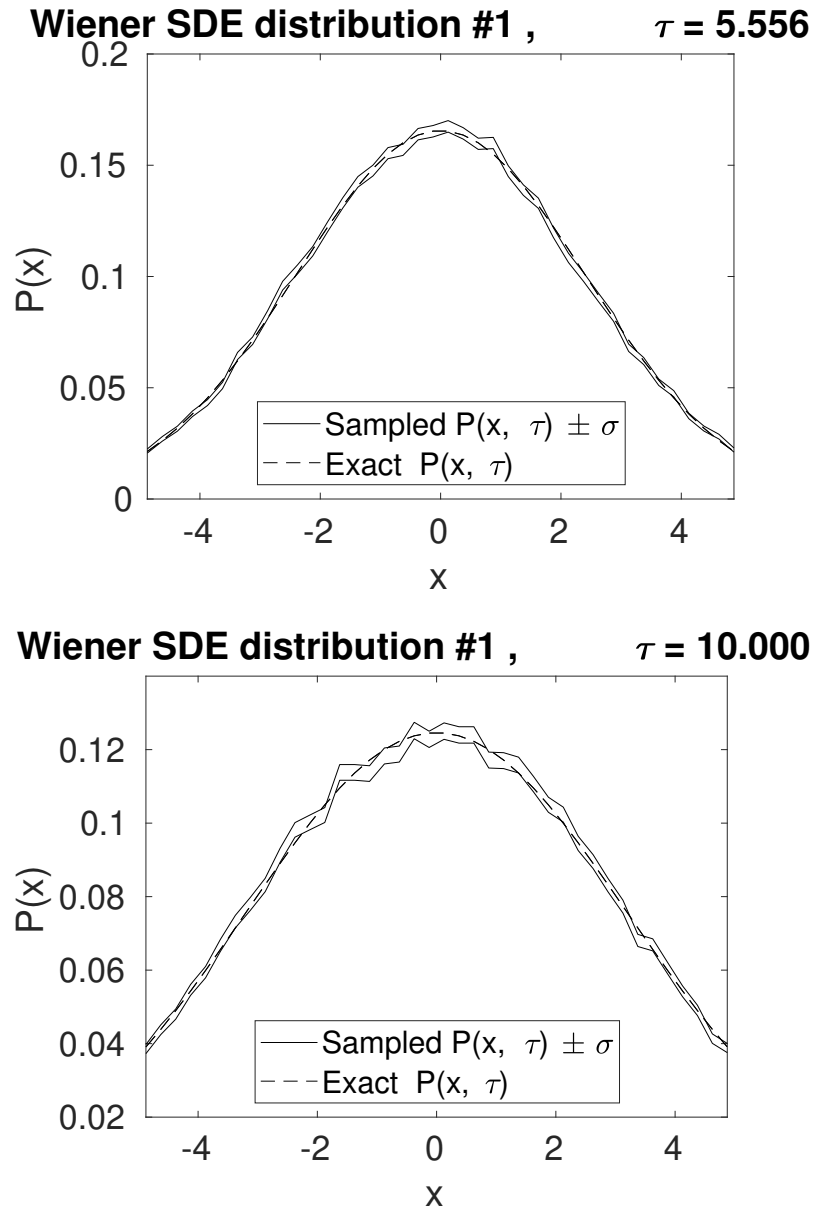 Wiener SDE distribution #1 , τ = 5.556
0.2
0.15
0.1
0.05
0
P(x)
Sampled P(x, τ) ± σ
Exact P(x, τ)
-4 -2 0 2 4
x
Wiener SDE distribution #1 , τ = 10.000
0.12
0.1
0.08
0.06
0.04
0.02
P(x)
Sampled P(x, τ) ± σ
Exact P(x, τ)
-4 -2 0 2 4
x